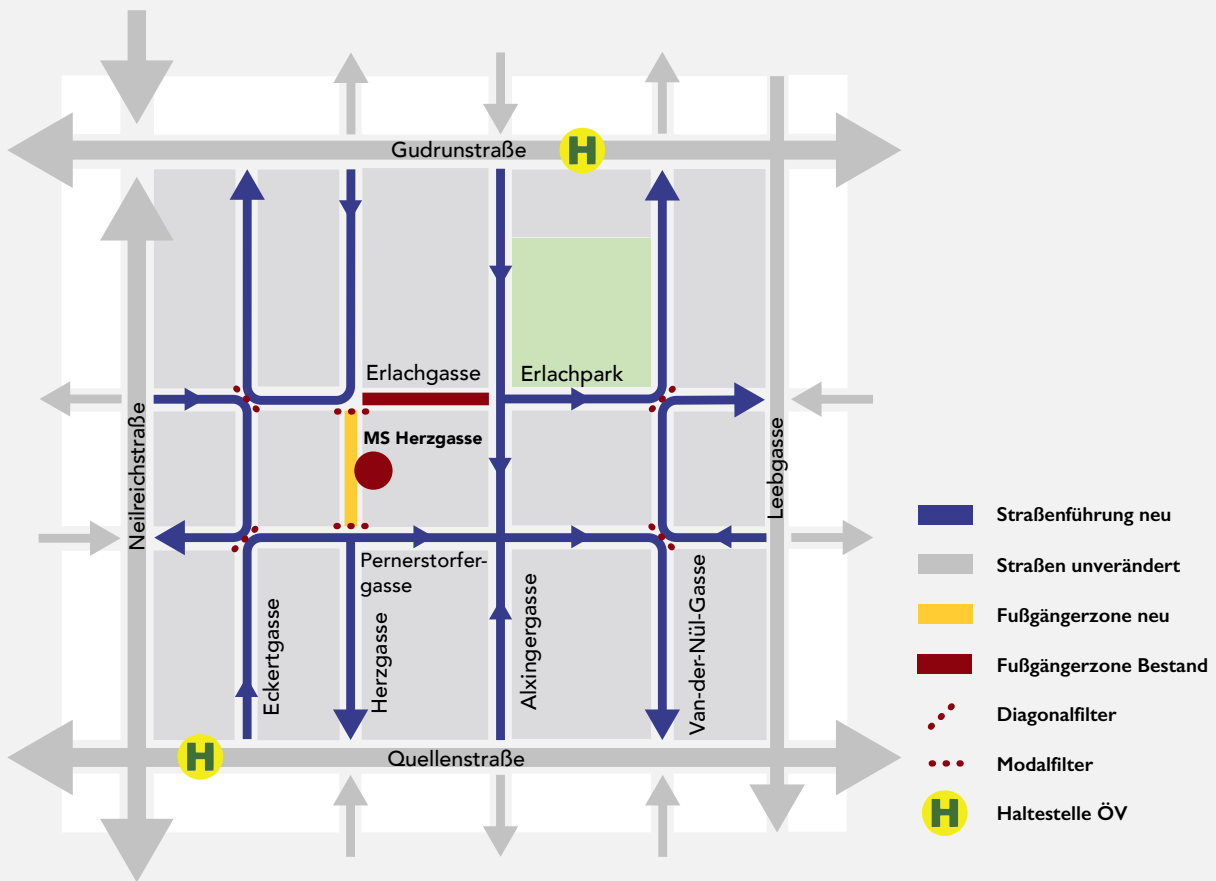 Gudrunstraße
H
Erlachgasse
Erlachpark
MS Herzgasse
Neilreichstraße
Leebgasse
Pernerstorfer-
gasse
Eckertgasse
Herzgasse
Alxingergasse
Van-der-Nül-Gasse
H
Quellenstraße
Straßenführung neu
Straßen unverändert
Fußgängerzone neu
Fußgängerzone Bestand
Diagonalfilter
Modalfilter
H
Haltestelle ÖV